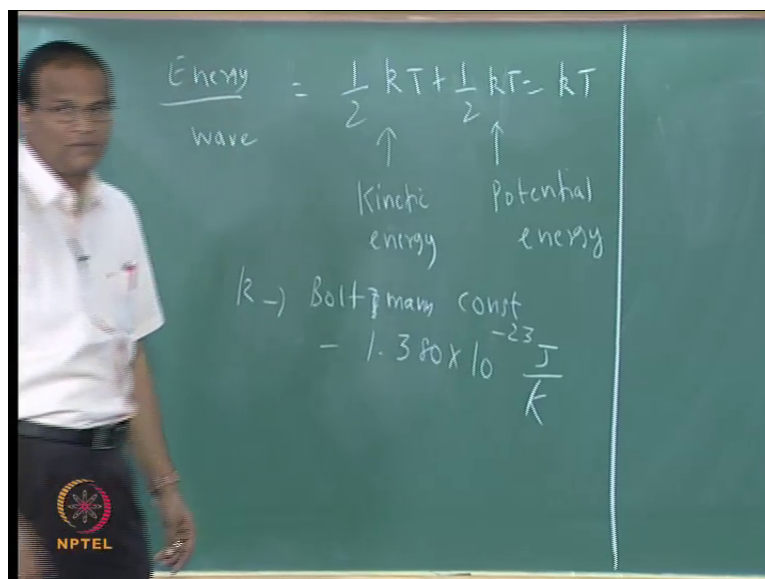 Energy / wave = 1/2 kT + 1/2 kT = kT
↑ ↑
Kinetic Potential
energy energy
k → Boltzmann const
- 1.380 × 10^-23 J/K
NPTEL